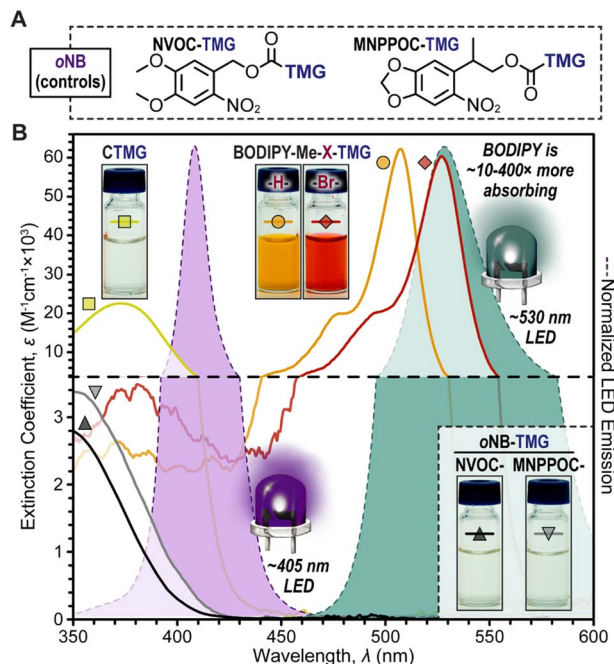 A
oNB
(controls)
NVOC-TMG
O
O
O
O
TMG
NO₂
MNPPOC-TMG
O
O
O
O
TMG
NO₂
B
CTMG
BODIPY-Me-X-TMG
-H-
-Br-
BODIPY is
~10-400× more
absorbing
~530 nm
LED
~405 nm
LED
oNB-TMG
NVOC-
MNPPOC-
Extinction Coefficient, ε (M⁻¹cm⁻¹×10³)
60
50
40
30
20
10
3
2
1
0
--- Normalized LED Emission
350
400
450
500
550
600
Wavelength, λ (nm)